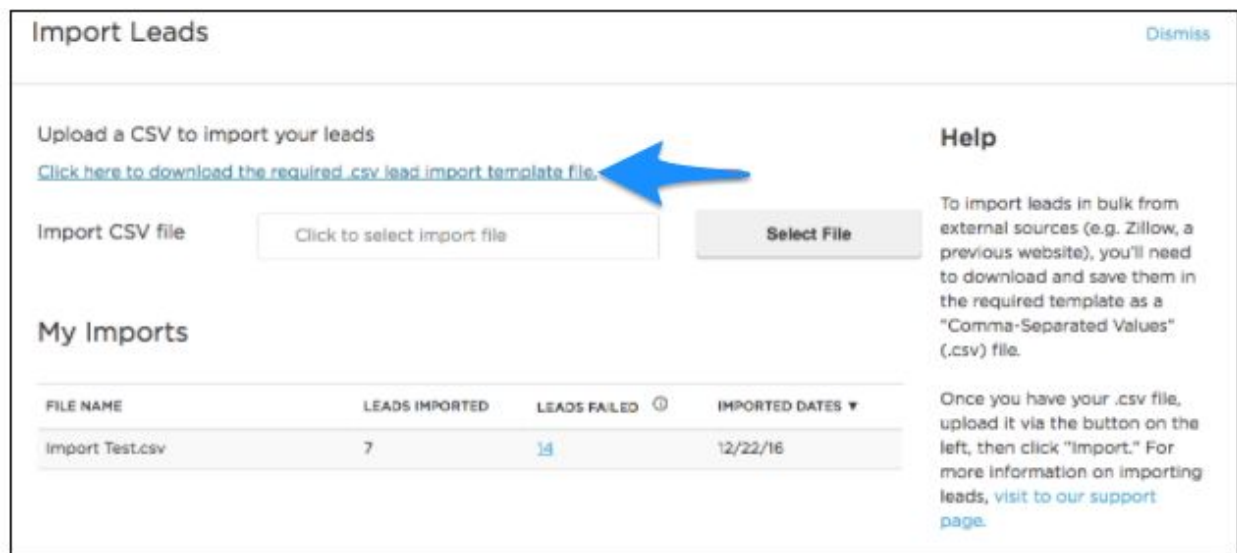 Import Leads
Dismiss
Upload a CSV to import your leads
Click here to download the required .csv lead import template file.
Import CSV file
Click to select import file
Select File
My Imports
FILE NAME LEADS IMPORTED LEADS FAILED IMPORTED DATES ▼
Import Test.csv 7 14 12/22/16
Help
To import leads in bulk from
external sources (e.g. Zillow, a
previous website), you'll need
to download and save them in
the required template as a
"Comma-Separated Values"
(.csv) file.
Once you have your .csv file,
upload it via the button on the
left, then click "Import." For
more information on importing
leads, visit to our support
page.